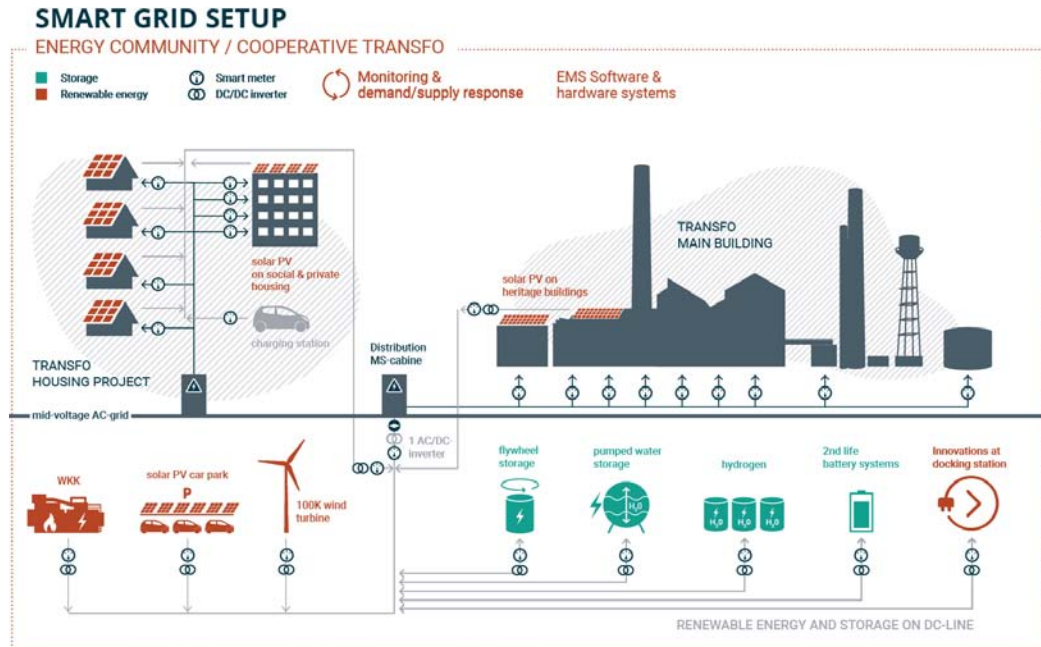 SMART GRID SETUP
ENERGY COMMUNITY / COOPERATIVE TRANSFO
Storage
Renewable energy
Smart meter
DC/DC inverter
Monitoring &
demand/supply response
EMS Software &
hardware systems
solar PV
on social & private
housing
charging station
TRANSFO
HOUSING PROJECT
Distribution
MS-cabine
solar PV on
heritage buildings
TRANSFO
MAIN BUILDING
mid-voltage AC-grid
1 AC/DC-
inverter
WKK
solar PV car park
P
100K wind
turbine
flywheel
storage
pumped water
storage
H₂0
hydrogen
H₂0
H₂0
H₂0
2nd life
battery systems
Innovations at
docking station
RENEWABLE ENERGY AND STORAGE ON DC-LINE